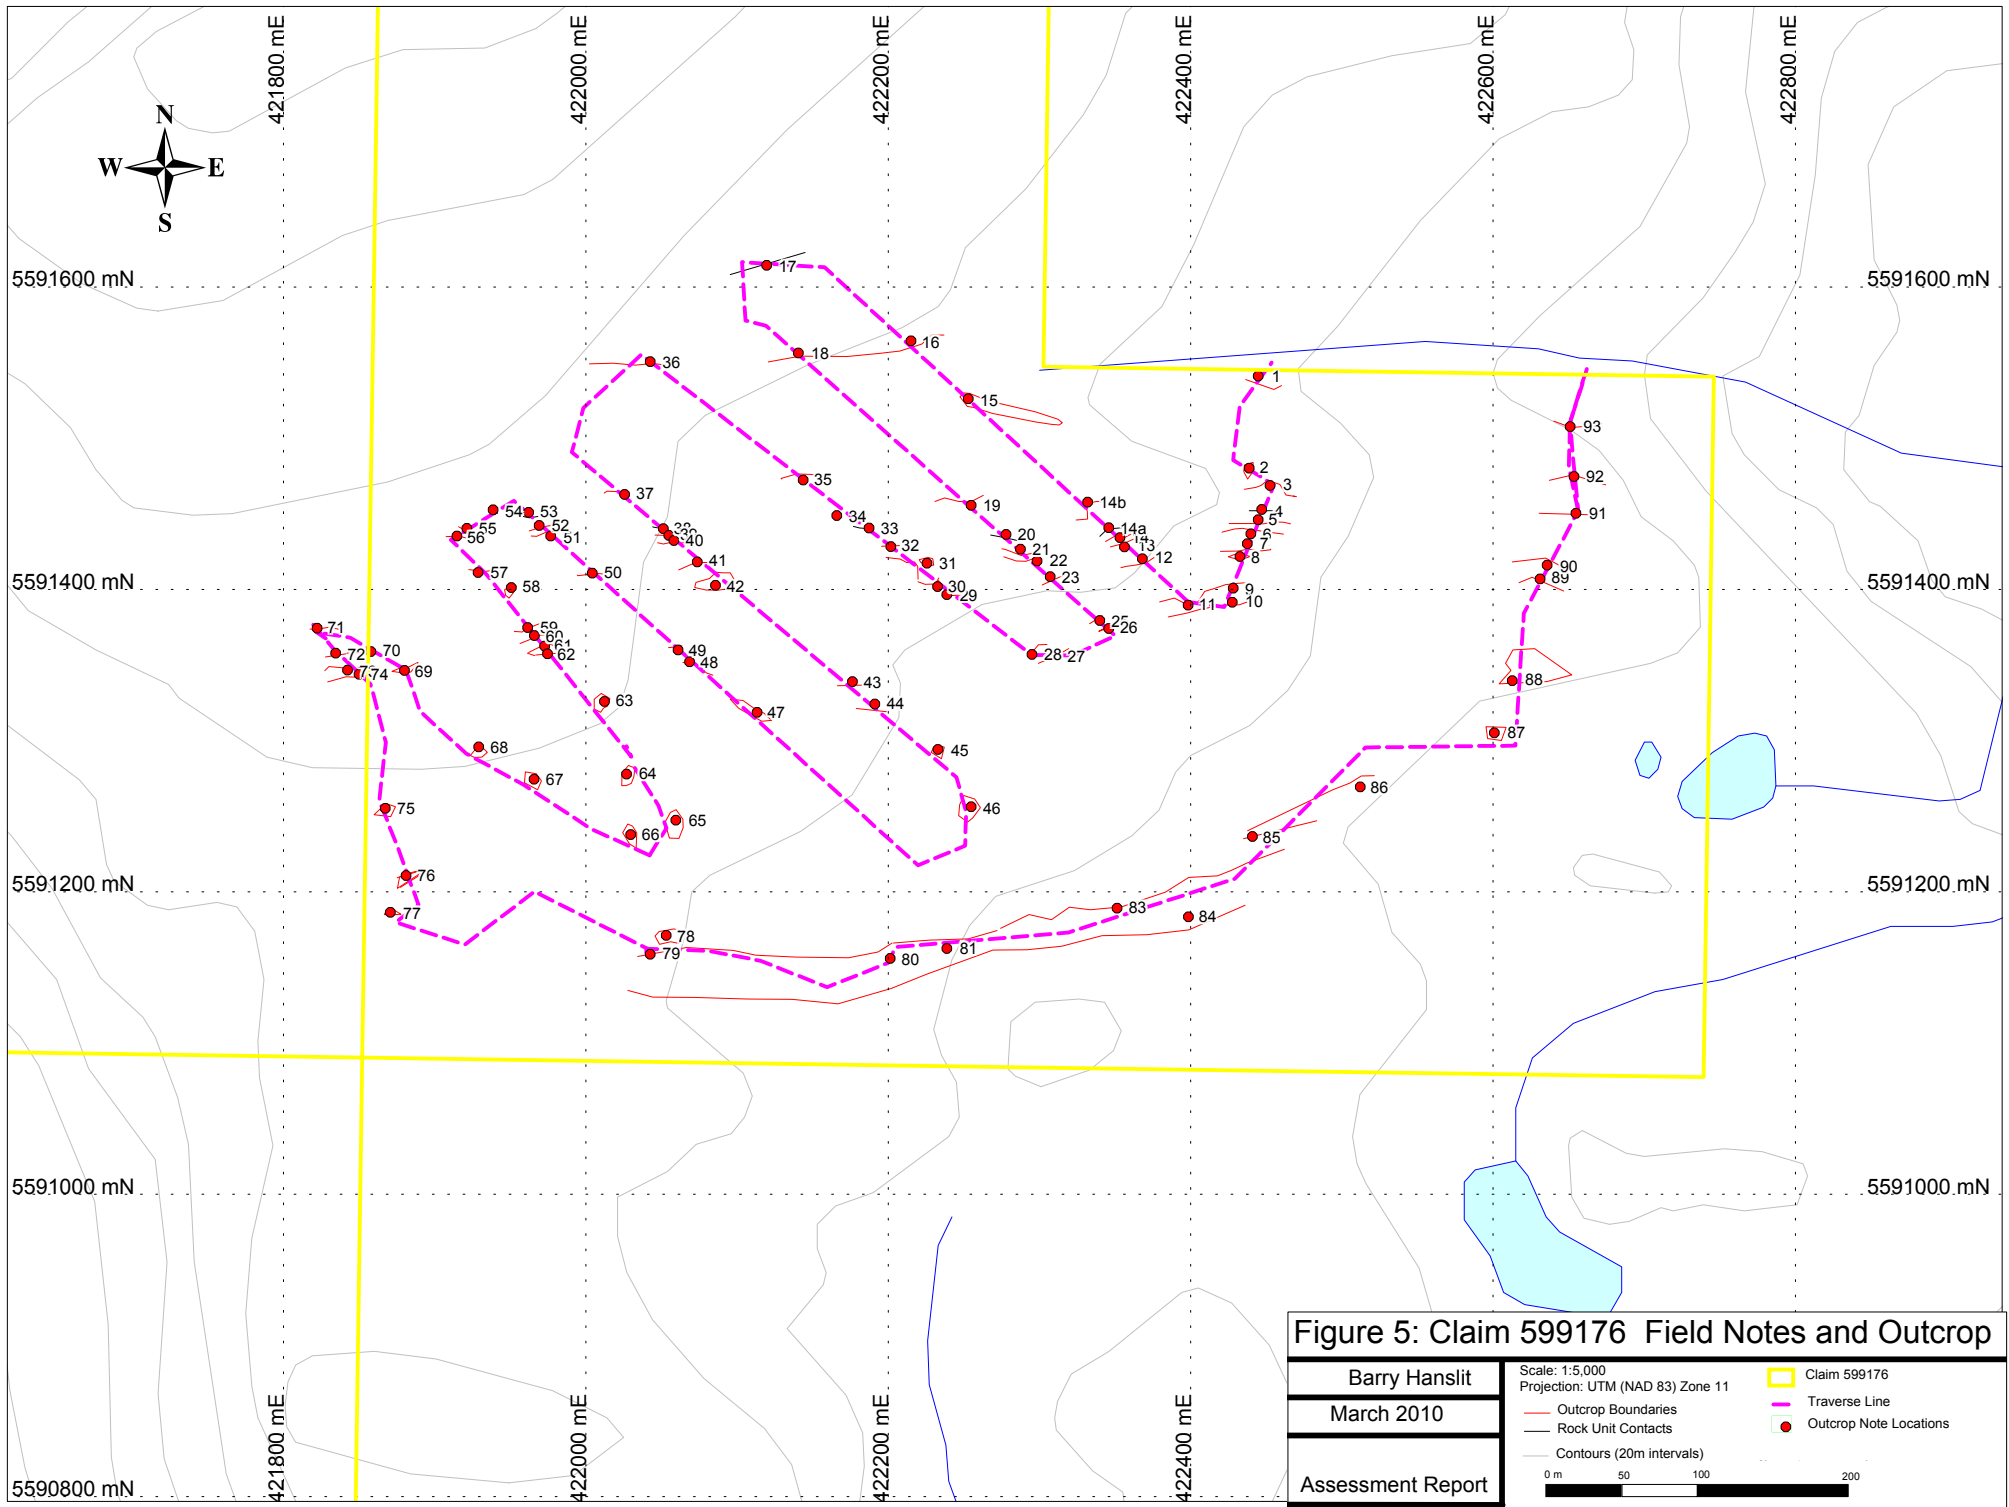 421800 mE
422000 mE
422200 mE
422400 mE
422600 mE
422800 mE
N
W E
S
5591600 mN
5591600 mN
17
16
18
36
1
15
93
2
35
3
92
37
14b
19
4
54
53
34
5
91
55
52
38
33
14a
20
6
56
51
39
14
7
40
32
13
21
8
41
31
12
22
90
57
50
23
89
5591400 mN
5591400 mN
58
42
30
9
29
10
11
25
71
59
26
60
61
70
49
28
27
72
62
48
73
74
69
43
88
63
44
47
87
68
45
64
67
86
75
46
65
66
85
76
5591200 mN
5591200 mN
77
83
84
78
79
81
80
5591000 mN
5591000 mN
5590800 mN
421800 mE
422000 mE
422200 mE
422400 mE
Figure 5: Claim 599176 Field Notes and Outcrop
Barry Hanslit
March 2010
Assessment Report
Scale: 1:5,000
Projection: UTM (NAD 83) Zone 11
Outcrop Boundaries
Rock Unit Contacts
Contours (20m intervals)
Claim 599176
Traverse Line
Outcrop Note Locations
0 m 50 100 200